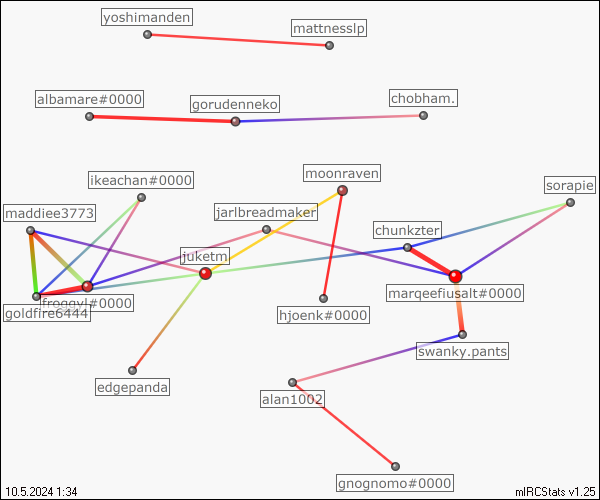 yoshimanden
mattnesslp
albamare#0000
gorudenneko
chobham.
ikeachan#0000
moonraven
sorapie
maddiee3773
jarlbreadmaker
chunkzter
juketm
marqeefiusalt#0000
goldfire6444
#0000
hjoenk#0000
swanky.pants
edgepanda
alan1002
gnognomo#0000
10.5.2024 1:34
mIRCStats v1.25